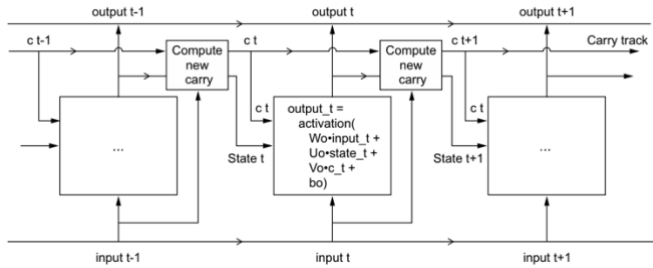 output t-1
output t
output t+1
c t-1
Compute
new
carry
c t
Compute
new
carry
c t+1
Carry track
...
c t
State t
output_t =
activation(
Wo•input_t +
Uo•state_t +
Vo•c_t +
bo)
c t
State t+1
...
input t-1
input t
input t+1